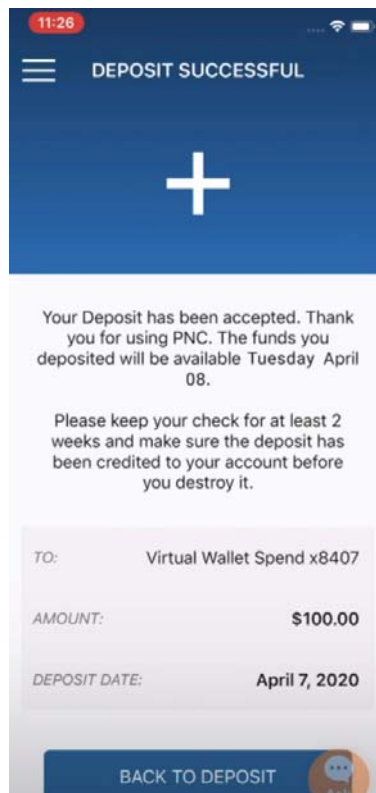 11:26
DEPOSIT SUCCESSFUL
Your Deposit has been accepted. Thank
you for using PNC. The funds you
deposited will be available Tuesday April
08.
Please keep your check for at least 2
weeks and make sure the deposit has
been credited to your account before
you destroy it.
TO: Virtual Wallet Spend x8407
AMOUNT: $100.00
DEPOSIT DATE: April 7, 2020
BACK TO DEPOSIT